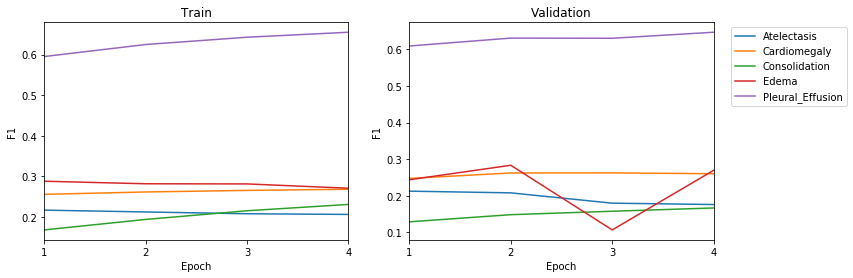 Train
F1
0.6
0.5
0.4
0.3
0.2
1
2
3
4
Epoch
Validation
F1
0.6
0.5
0.4
0.3
0.2
0.1
1
2
3
4
Epoch
Atelectasis
Cardiomegaly
Consolidation
Edema
Pleural_Effusion